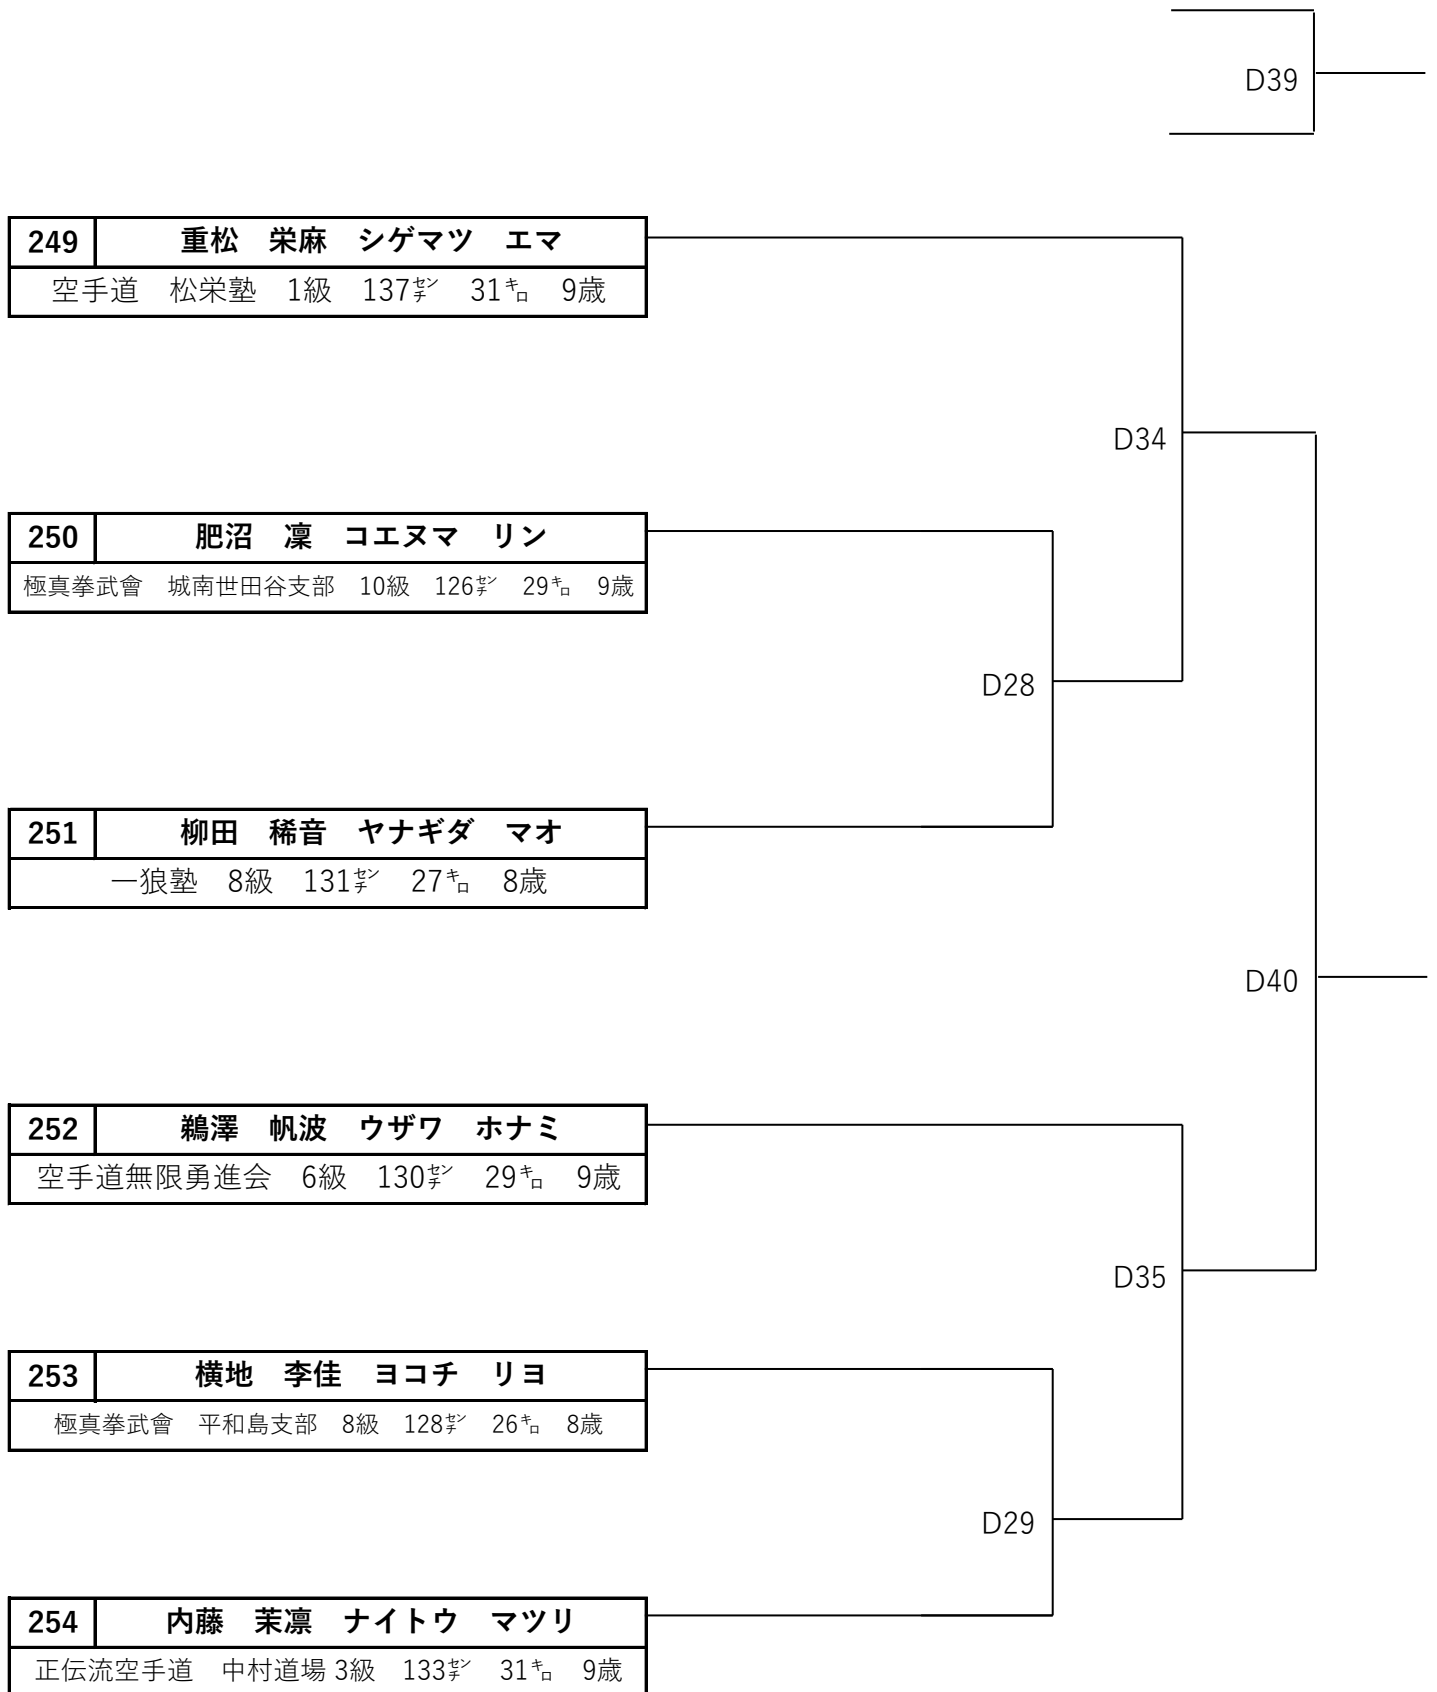 D39
249 重松　栄麻　シゲマツ　エマ
空手道　松栄塾　1級　137㌢　31㌔　9歳
D34
250 肥沼　凜　コエヌマ　リン
極真拳武會　城南世田谷支部　10級　126㌢　29㌔　9歳
D28
251 柳田　稀音　ヤナギダ　マオ
一狼塾　8級　131㌢　27㌔　8歳
D40
252 鵜澤　帆波　ウザワ　ホナミ
空手道無限勇進会　6級　130㌢　29㌔　9歳
D35
253 横地　李佳　ヨコチ　リヨ
極真拳武會　平和島支部　8級　128㌢　26㌔　8歳
D29
254 内藤　茉凛　ナイトウ　マツリ
正伝流空手道　中村道場 3級　133㌢　31㌔　9歳